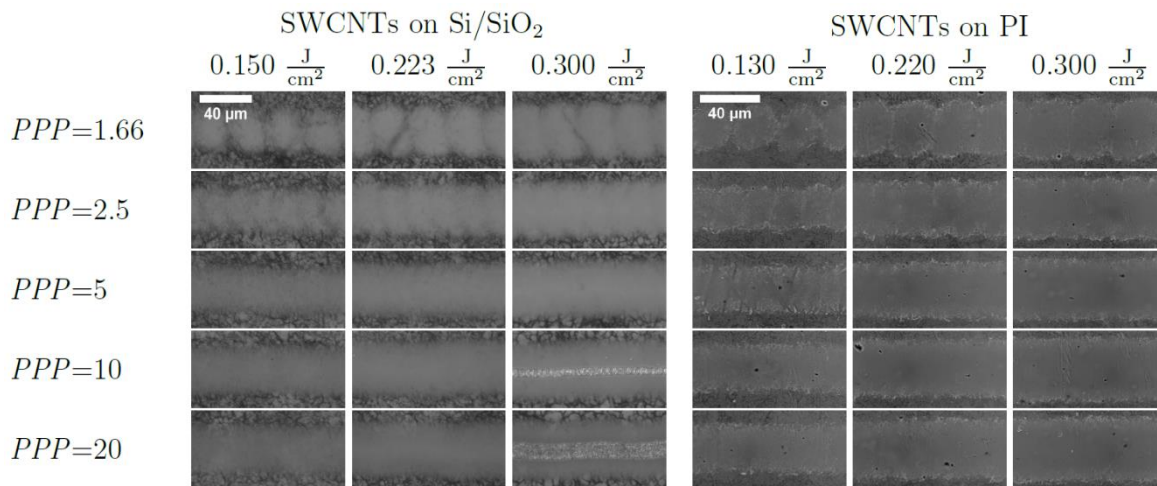 SWCNTs on Si/SiO₂ SWCNTs on PI
0.150 J/cm² 0.223 J/cm² 0.300 J/cm² 0.130 J/cm² 0.220 J/cm² 0.300 J/cm²
40 µm 40 µm
PPP=1.66
PPP=2.5
PPP=5
PPP=10
PPP=20